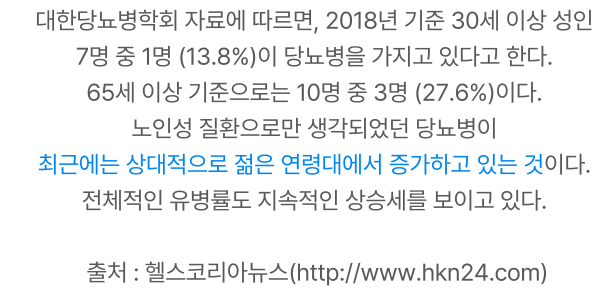 대한당뇨병학회 자료에 따르면, 2018년 기준 30세 이상 성인
7명 중 1명 (13.8%)이 당뇨병을 가지고 있다고 한다.
65세 이상 기준으로는 10명 중 3명 (27.6%)이다.
노인성 질환으로만 생각되었던 당뇨병이
최근에는 상대적으로 젊은 연령대에서 증가하고 있는 것이다.
전체적인 유병률도 지속적인 상승세를 보이고 있다.
출처 : 헬스코리아뉴스(http://www.hkn24.com)